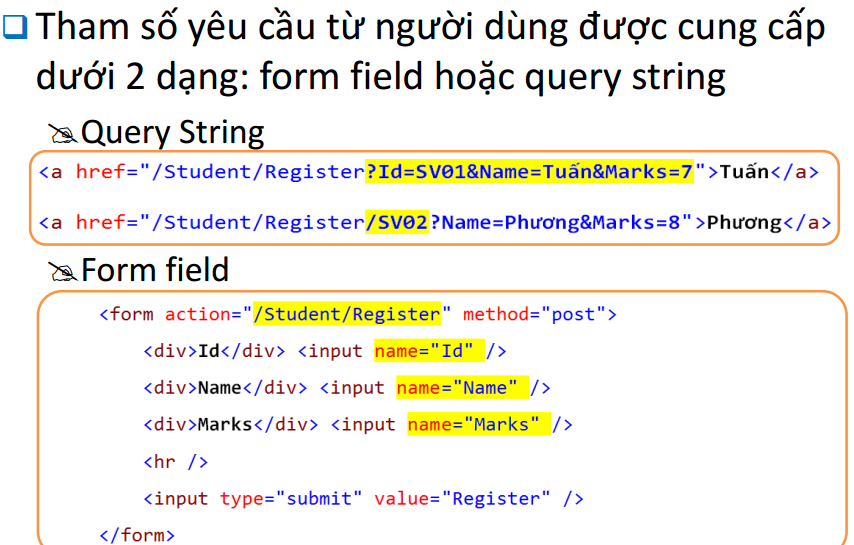 Tham số yêu cầu từ người dùng được cung cấp
dưới 2 dạng: form field hoặc query string
Query String
<a href="/Student/Register?Id=SV01&Name=Tuấn&Marks=7">Tuấn</a>
<a href="/Student/Register/SV02?Name=Phương&Marks=8">Phương</a>
Form field
<form action="/Student/Register" method="post">
<div>Id</div> <input name="Id" />
<div>Name</div> <input name="Name" />
<div>Marks</div> <input name="Marks" />
<hr />
<input type="submit" value="Register" />
</form>